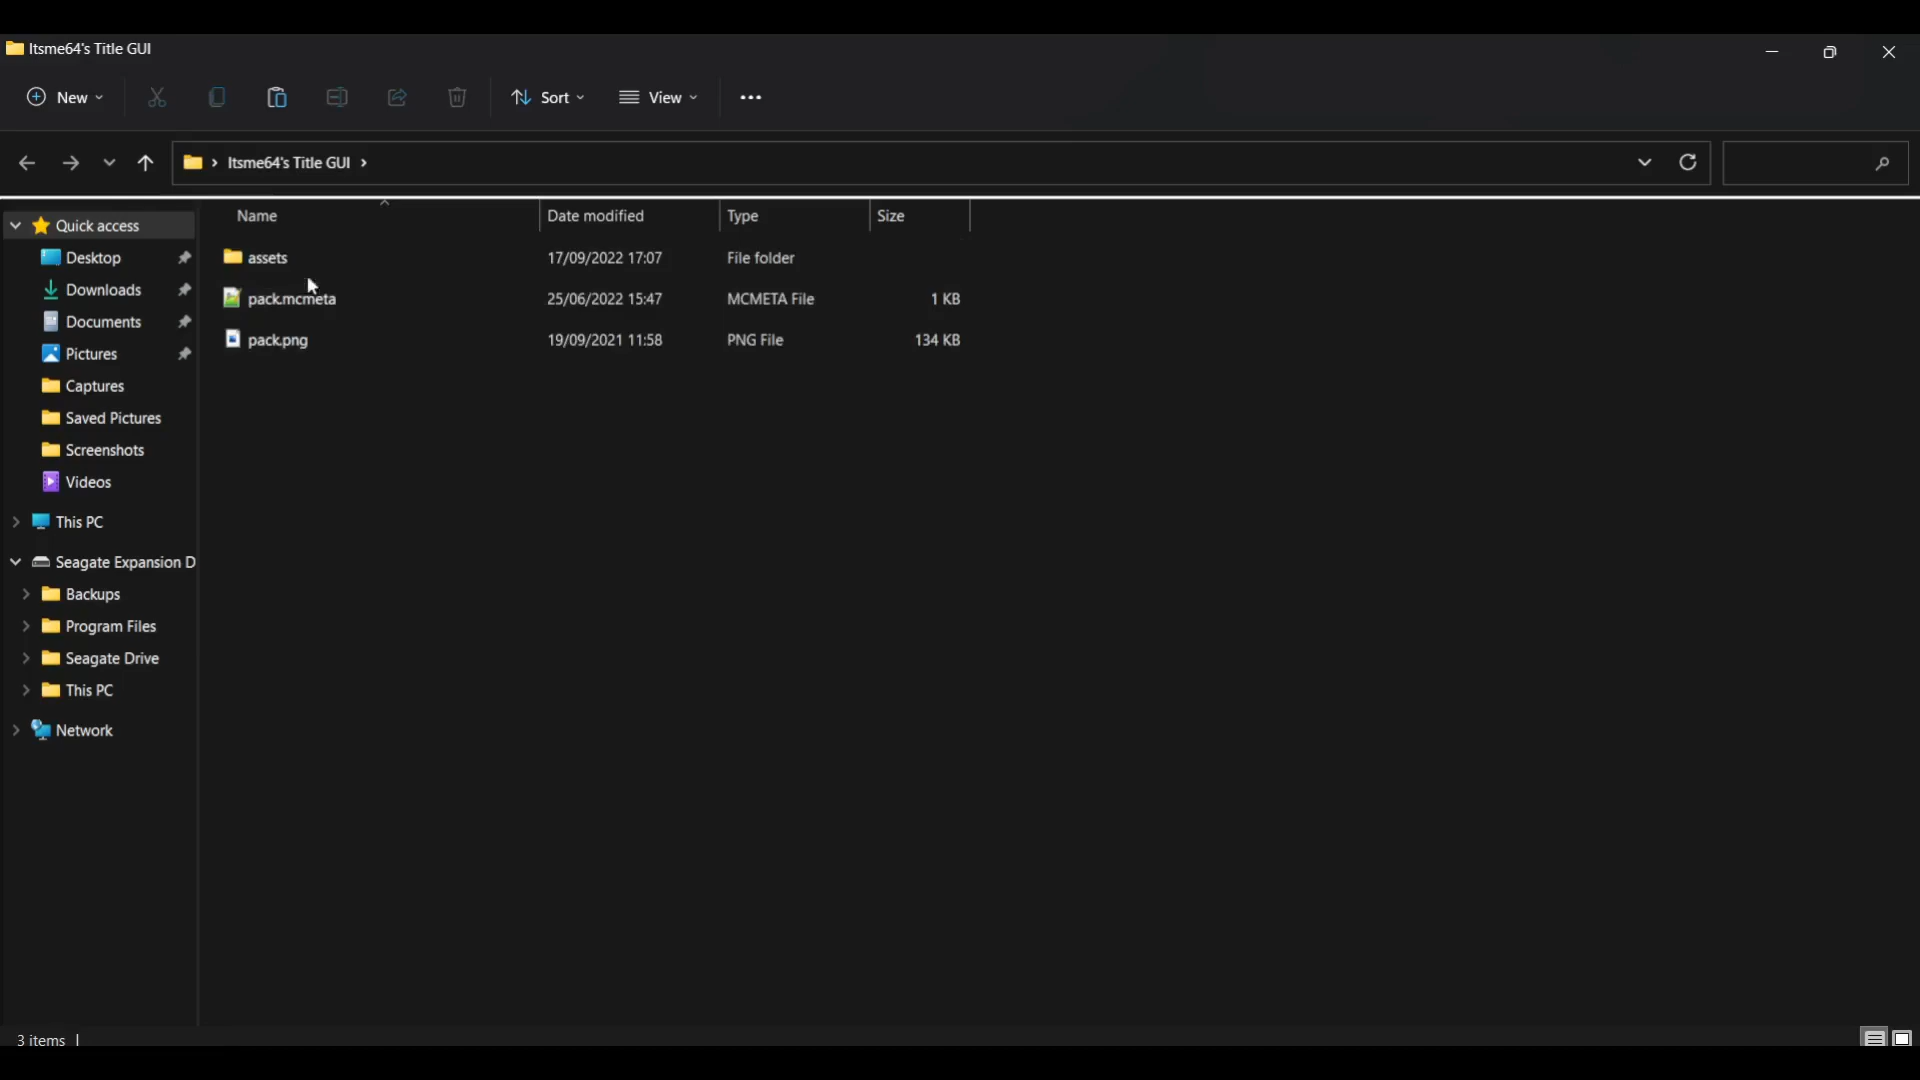 Itsme64's Title GUI
New
Sort
View
Itsme64's Title GUI
Name Date modified Type Size
Quick access
Desktop
Downloads
Documents
Pictures
Captures
Saved Pictures
Screenshots
Videos
This PC
Seagate Expansion D
Backups
Program Files
Seagate Drive
This PC
Network
assets 17/09/2022 17:07 File folder
pack.mcmeta 25/06/2022 15:47 MCMETA File 1 KB
pack.png 19/09/2021 11:58 PNG File 134 KB
3 items